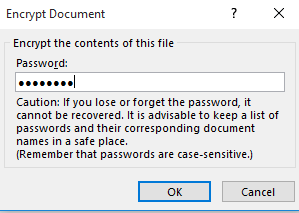 Encrypt Document
Encrypt the contents of this file
Password:
●●●●●●●●
Caution: If you lose or forget the password, it
cannot be recovered. It is advisable to keep a list of
passwords and their corresponding document
names in a safe place.
(Remember that passwords are case-sensitive.)
OK
Cancel